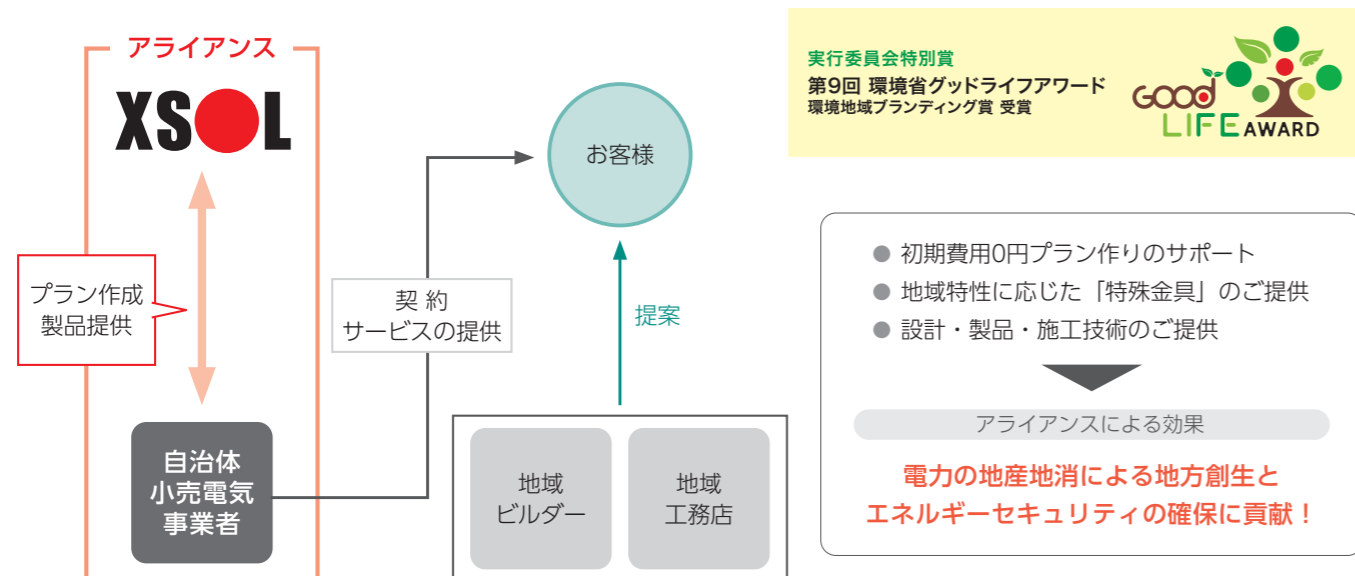 アライアンス
XSOL
プラン作成
製品提供
自治体
小売電気
事業者
契 約
サービスの提供
お客様
提案
地域
ビルダー
地域
工務店
実行委員会特別賞
第9回 環境省グッドライフアワード
環境地域ブランディング賞 受賞
GOOD
LIFE AWARD
● 初期費用0円プラン作りのサポート
● 地域特性に応じた「特殊金具」のご提供
● 設計・製品・施工技術のご提供
アライアンスによる効果
電力の地産地消による地方創生と
エネルギーセキュリティの確保に貢献！